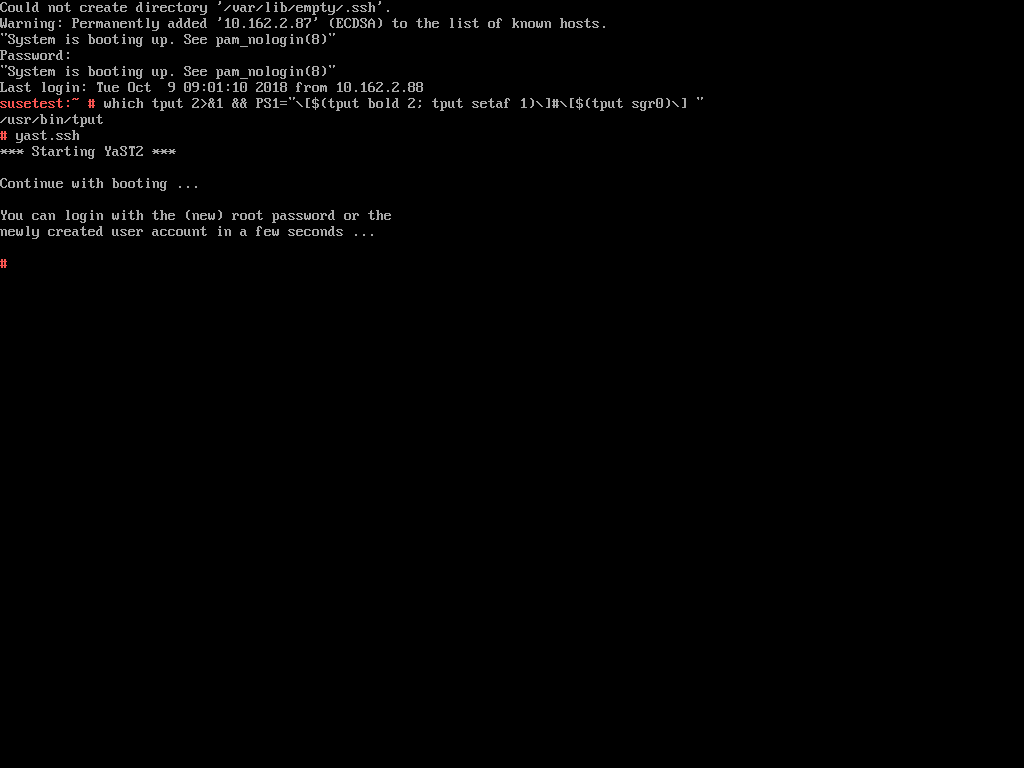 Could not create directory '/var/lib/empty/.ssh'.
Warning: Permanently added '10.162.2.87' (ECDSA) to the list of known hosts.
"System is booting up. See pam_nologin(8)"
Password:
"System is booting up. See pam_nologin(8)"
Last login: Tue Oct  9 09:01:10 2018 from 10.162.2.88
susetest:~ # which tput 2>&1 && PS1="\[$(tput bold 2; tput setaf 1)\]#\[$(tput sgr0)\] "
/usr/bin/tput
# yast.ssh
*** Starting YaST2 ***
Continue with booting ...
You can login with the (new) root password or the
newly created user account in a few seconds ...
#